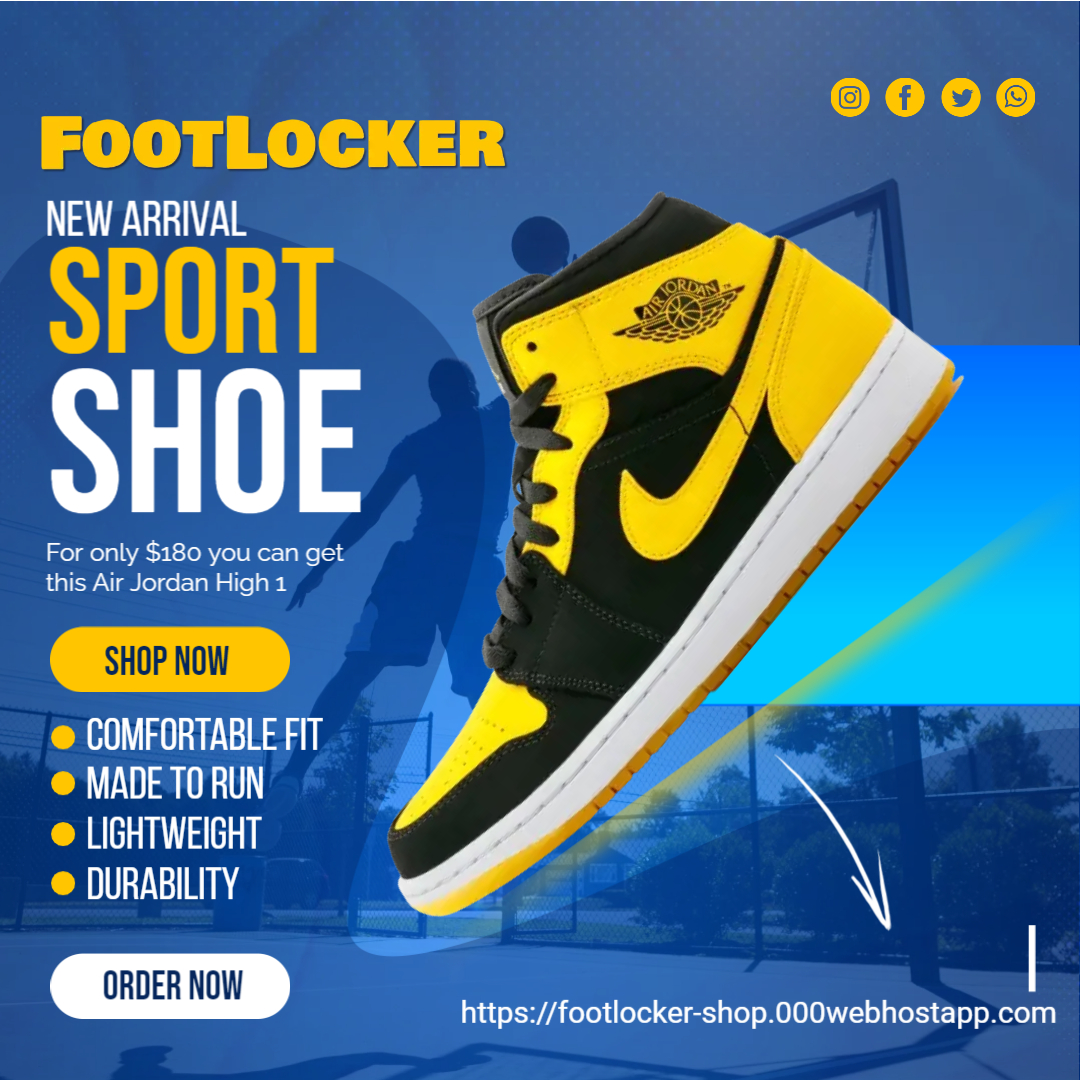 FOOTLOCKER
NEW ARRIVAL
SPORT
SHOE
For only $180 you can get
this Air Jordan High 1
SHOP NOW
COMFORTABLE FIT
MADE TO RUN
LIGHTWEIGHT
DURABILITY
ORDER NOW
AIR JORDAN TM
https://footlocker-shop.000webhostapp.com